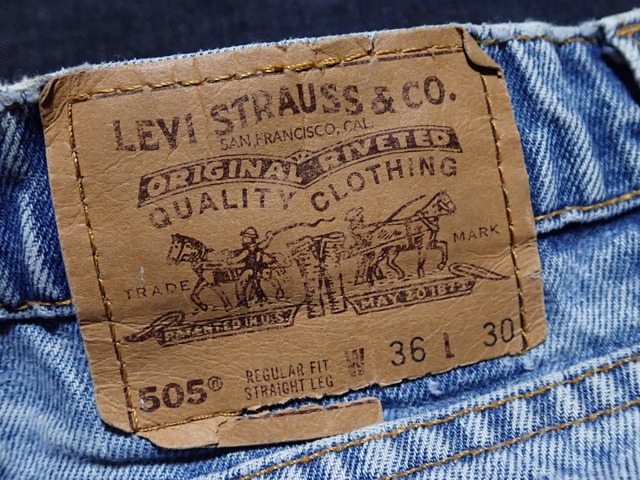 LEVI STRAUSS & CO.
SAN FRANCISCO, CAL.
ORIGINAL RIVETED
QUALITY CLOTHING
TRADE MARK
PATENTED IN U.S. MAY 20 1873
505® REGULAR FIT W 36 L 30
STRAIGHT LEG